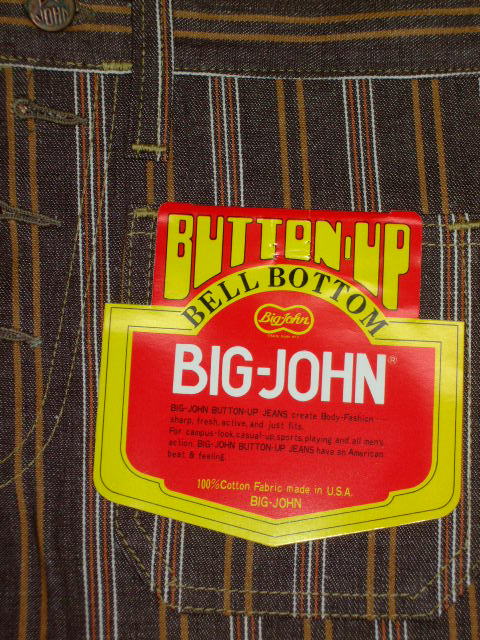 JOHN
BUTTON-UP
BELL BOTTOM
Big John
BIG-JOHN®
BIG-JOHN BUTTON-UP JEANS create Body-Fashion
sharp, fresh, active, and just fits.
For campus-look, casual-up, sports, playing and all men's
action. BIG-JOHN BUTTON-UP JEANS have an American
beat & feeling.
100% Cotton Fabric made in U.S.A.
BIG-JOHN